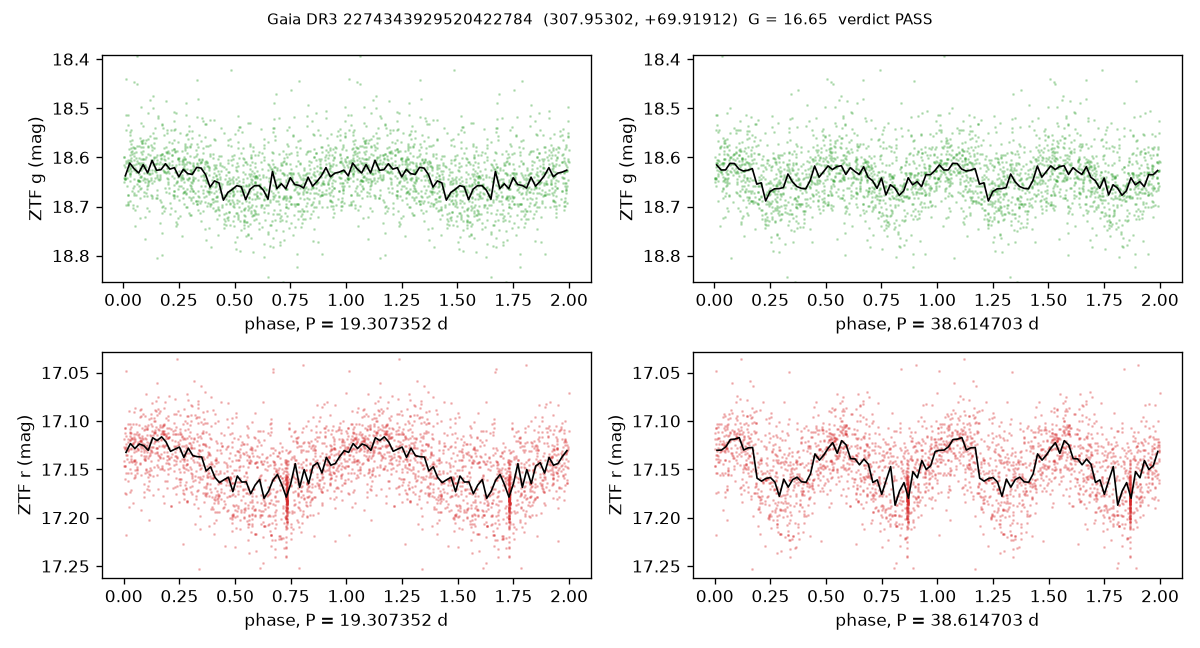 Gaia DR3 2274343929520422784  (307.95302, +69.91912)  G = 16.65  verdict PASS
ZTF g (mag)
18.4
18.5
18.6
18.7
18.8
0.00 0.25 0.50 0.75 1.00 1.25 1.50 1.75 2.00
phase, P = 19.307352 d
ZTF g (mag)
18.4
18.5
18.6
18.7
18.8
0.00 0.25 0.50 0.75 1.00 1.25 1.50 1.75 2.00
phase, P = 38.614703 d
ZTF r (mag)
17.05
17.10
17.15
17.20
17.25
0.00 0.25 0.50 0.75 1.00 1.25 1.50 1.75 2.00
phase, P = 19.307352 d
ZTF r (mag)
17.05
17.10
17.15
17.20
17.25
0.00 0.25 0.50 0.75 1.00 1.25 1.50 1.75 2.00
phase, P = 38.614703 d